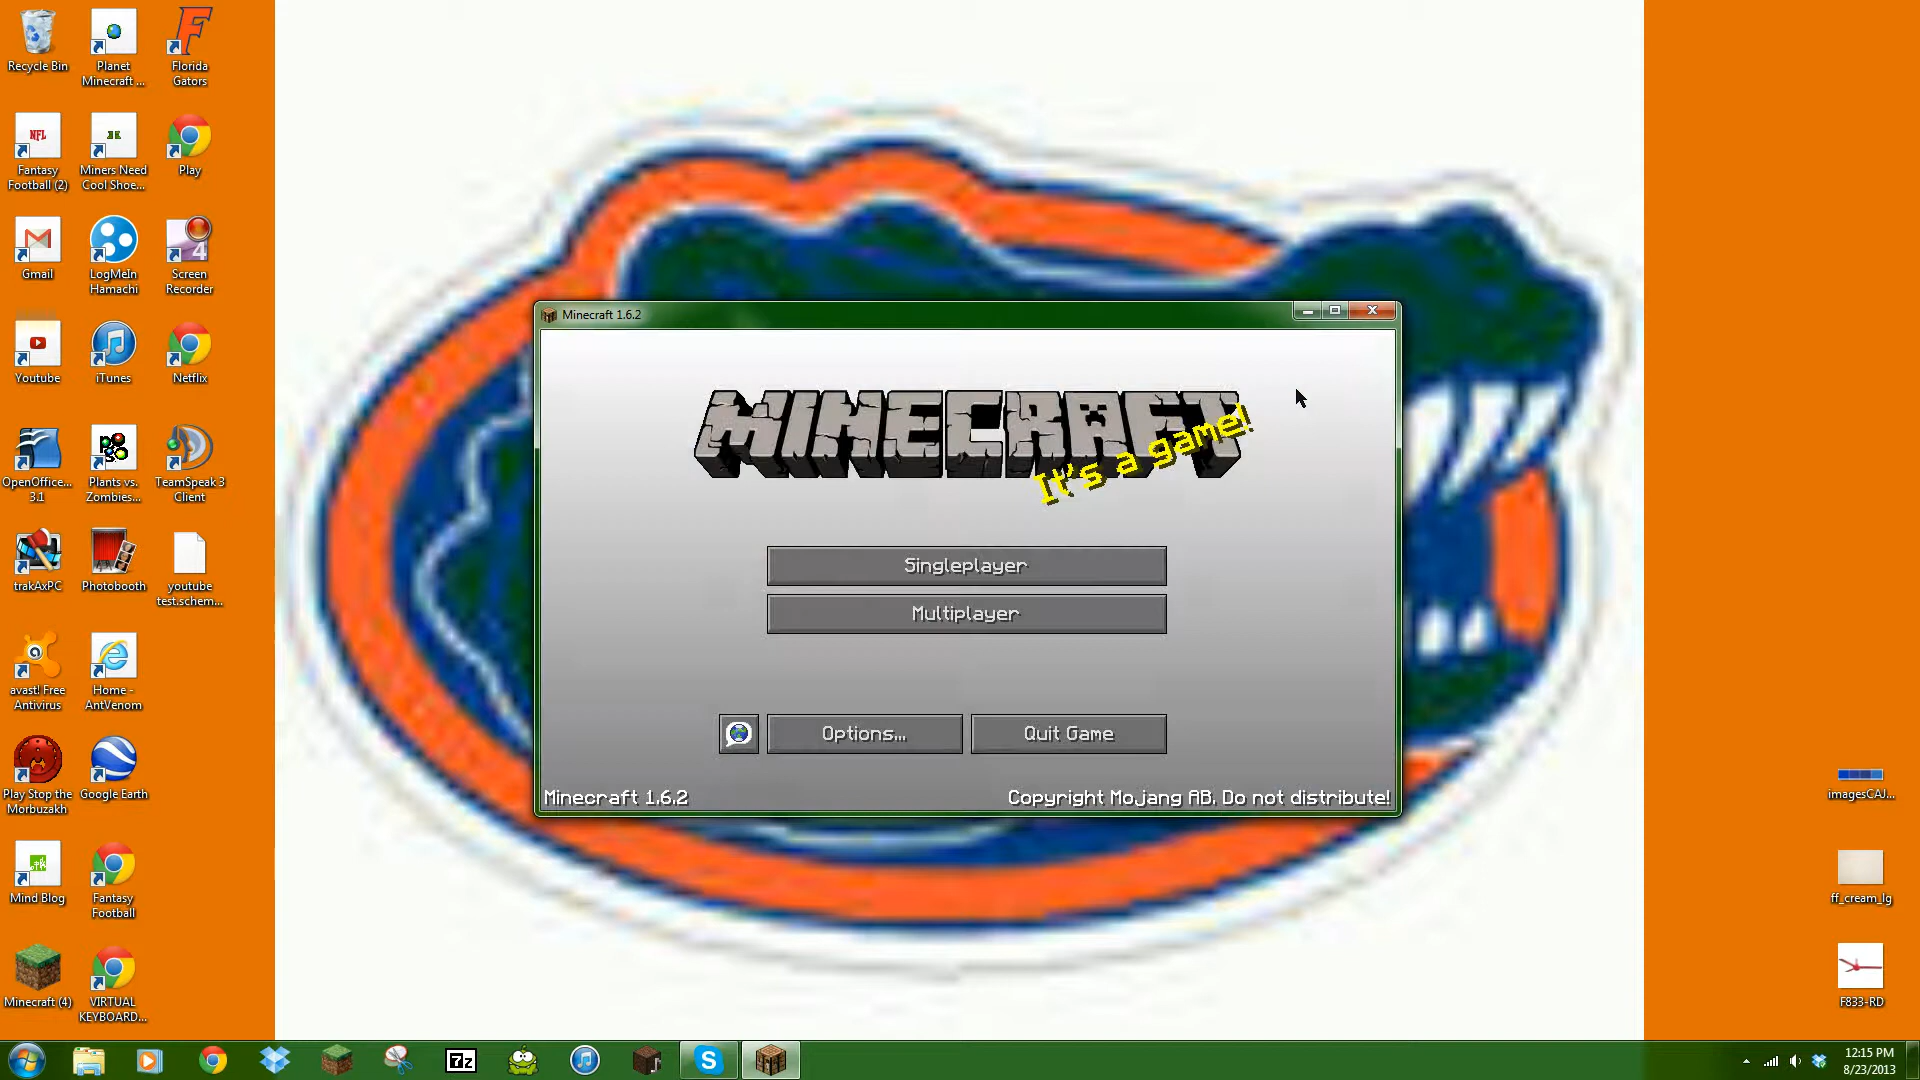 Recycle Bin
Planet
Minecraft ...
Florida
Gators
NFL
Fantasy
Football (2)
Miners Need
Cool Shoe...
Play
Gmail
LogMeIn
Hamachi
4
Screen
Recorder
Youtube
iTunes
Netflix
OpenOffice....
3.1
Plants vs.
Zombies...
TeamSpeak 3
Client
trakAxPC
Photobooth
youtube
test.schem...
avast! Free
Antivirus
Home -
AntVenom
Play Stop the
Morbuzakh
Google Earth
Mind Blog
Fantasy
Football
Minecraft (4)
VIRTUAL
KEYBOARD...
Minecraft 1.6.2
MINECRAFT
It's a game!
Singleplayer
Multiplayer
Options...
Quit Game
Minecraft 1.6.2
Copyright Mojang AB. Do not distribute!
imagesCAJ...
ff_cream_lg
F833-RD
7z
S
12:15 PM
8/23/2013